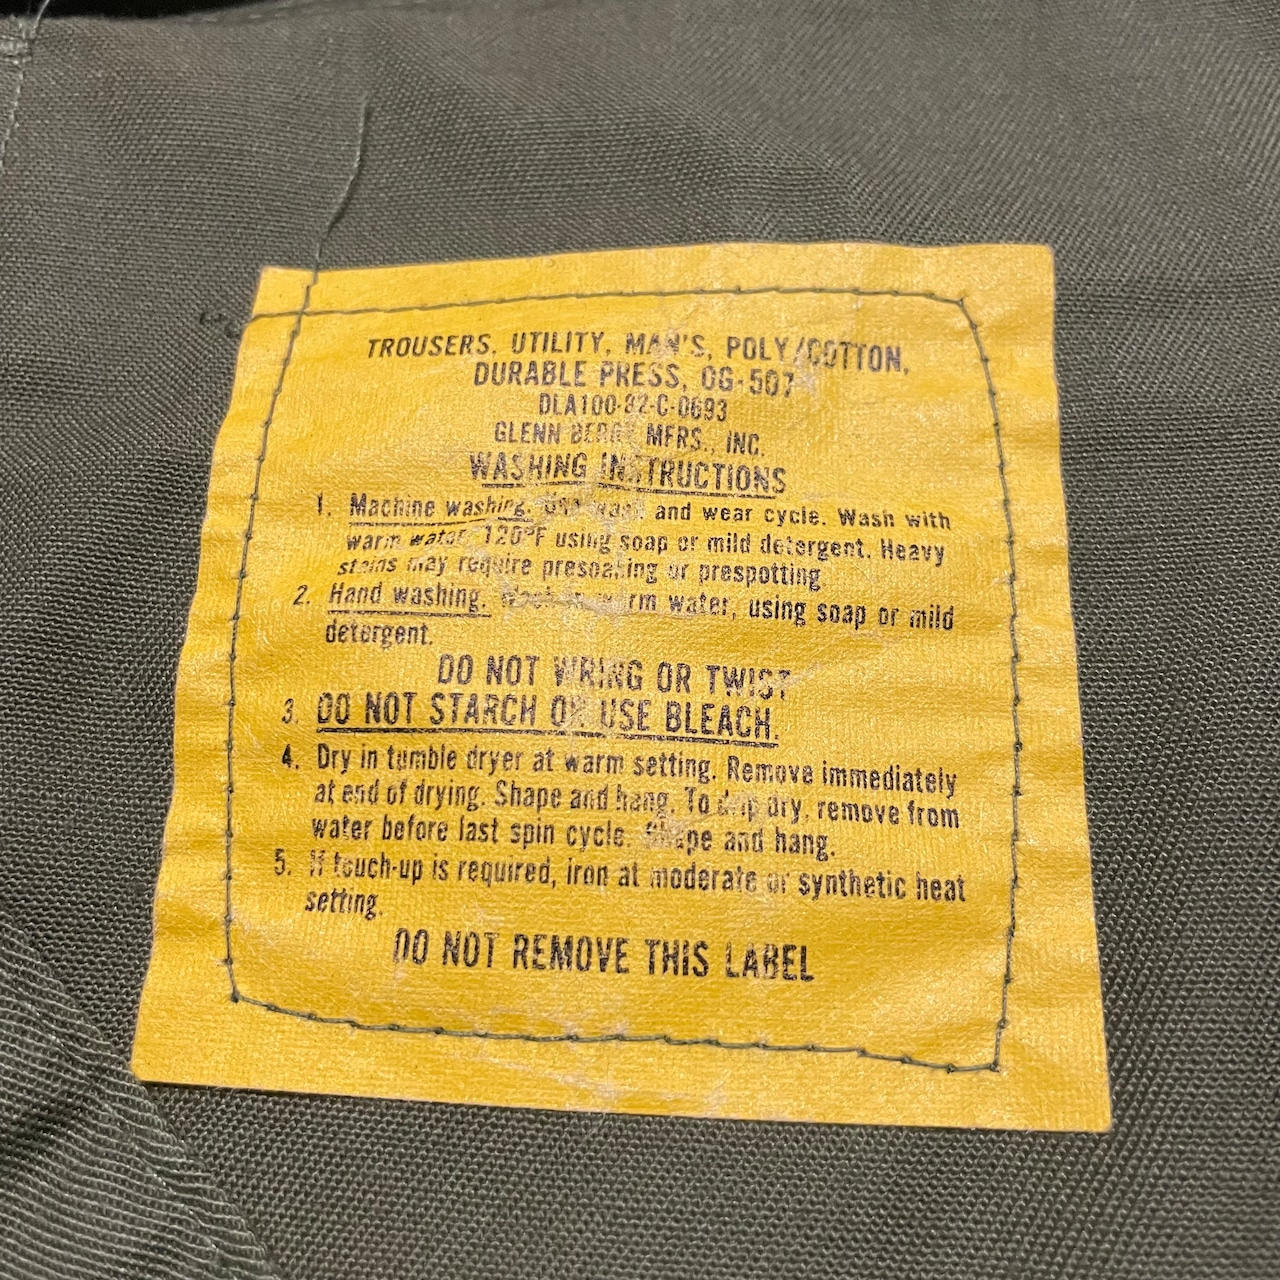 TROUSERS, UTILITY, MAN'S, POLY/COTTON,
DURABLE PRESS, OG-507
DLA100-82-C-0693
GLENN BERRY MFRS., INC.
WASHING INSTRUCTIONS
1. Machine washing. Use wash and wear cycle. Wash with
warm water 120°F using soap or mild detergent. Heavy
stains may require presoaking or prespotting
2. Hand washing. warm water, using soap or mild
detergent.
DO NOT WRING OR TWIST
3. DO NOT STARCH OR USE BLEACH.
4. Dry in tumble dryer at warm setting. Remove immediately
at end of drying. Shape and hang. To drip dry, remove from
water before last spin cycle. Shape and hang.
5. If touch-up is required, iron at moderate or synthetic heat
setting.
DO NOT REMOVE THIS LABEL